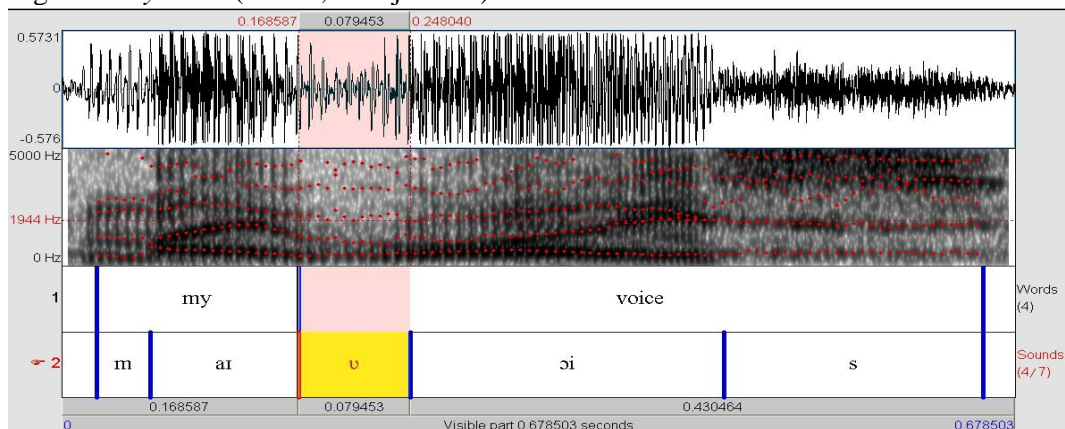 0.168587 0.079453 0.248040
0.5731
0
-0.576
5000 Hz
1944 Hz
0 Hz
1 my voice Words
(4)
☞ 2 m aɪ ʋ ɔi s Sounds
(4/7)
0.168587 0.079453 0.430464
0 Visible part 0.678503 seconds 0.678503